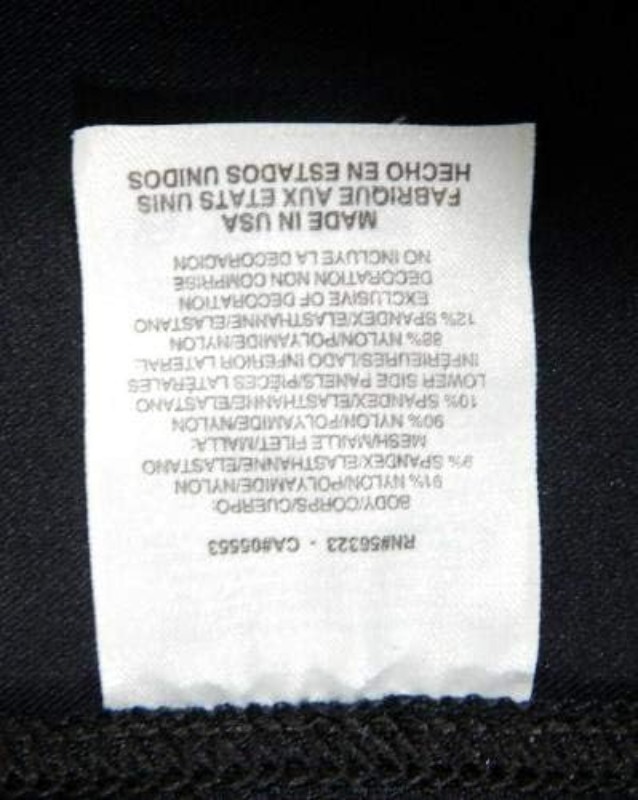 RN#56323 - CA#05553
BODY/CORPS/CUERPO:
91% NYLON/POLYAMIDE/NYLON
9% SPANDEX/ELASTHANNE/ELASTANO
MESH/MAILLE FILET/MALLA:
90% NYLON/POLYAMIDE/NYLON
10% SPANDEX/ELASTHANNE/ELASTANO
LOWER SIDE PANELS/PIÈCES LATÉRALES
INFÉRIEURES/LADO INFERIOR LATERAL
88% NYLON/POLYAMIDE/NYLON
12% SPANDEX/ELASTHANNE/ELASTANO
EXCLUSIVE OF DECORATION
DECORATION NON COMPRISE
NO INCLUYE LA DECORACION
MADE IN USA
FABRIQUE AUX ETATS UNIS
HECHO EN ESTADOS UNIDOS